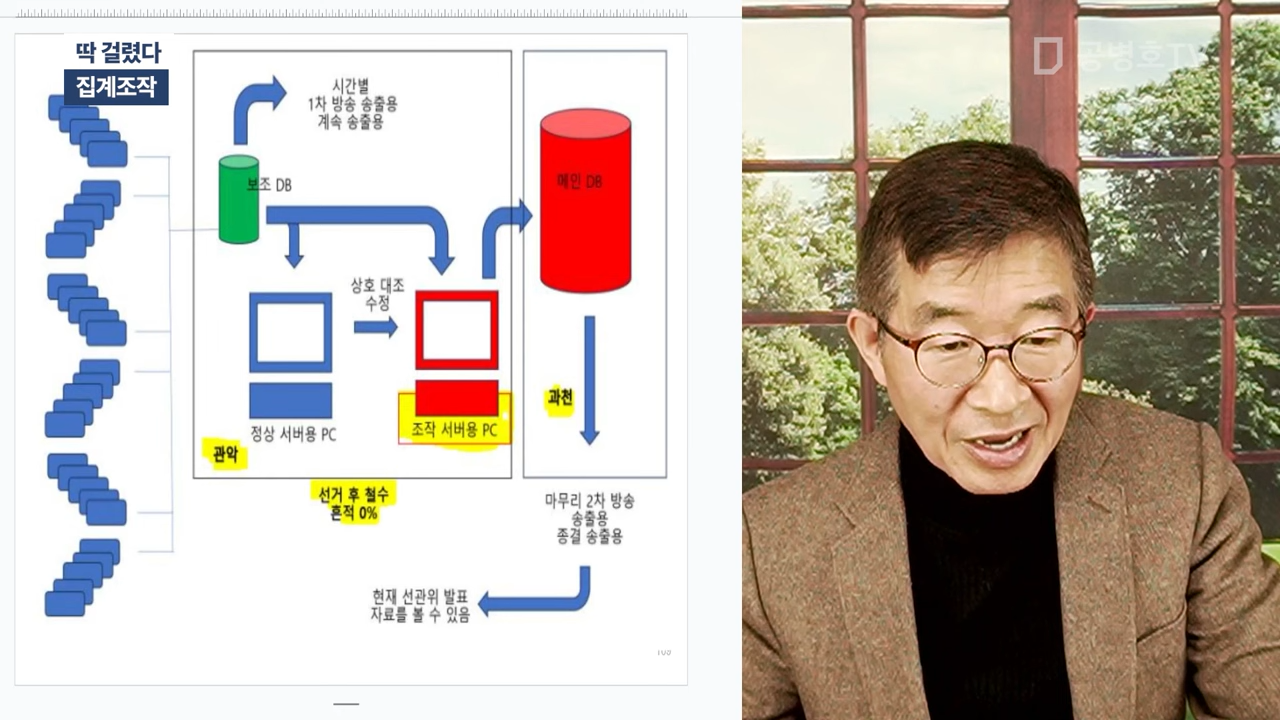 딱 걸렸다
집계조작
공병호TV
시간별
1차 방송 송출용
계속 송출용
보조 DB
메인 DB
상호 대조
수정
정상 서버용 PC
조작 서버용 PC
관악
과천
선거 후 철수
흔적 0%
마무리 2차 방송
송출용
종결 송출용
현재 선관위 발표
자료를 볼 수 있음